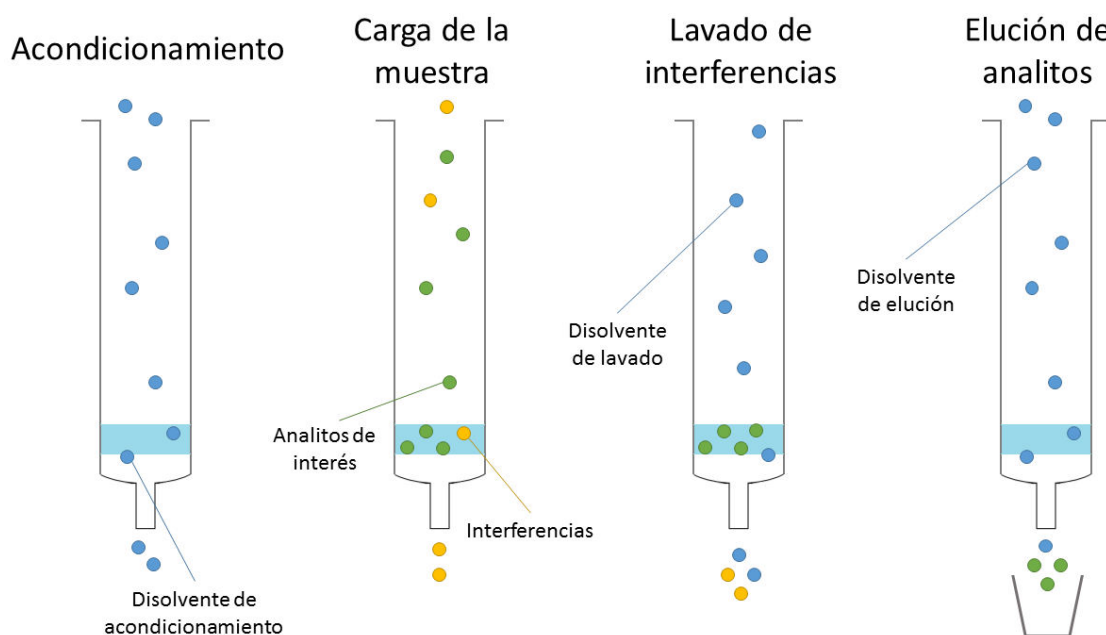 Acondicionamiento
Carga de la
muestra
Lavado de
interferencias
Elución de
analitos
Disolvente
de elución
Disolvente
de lavado
Analitos de
interés
Interferencias
Disolvente de
acondicionamiento